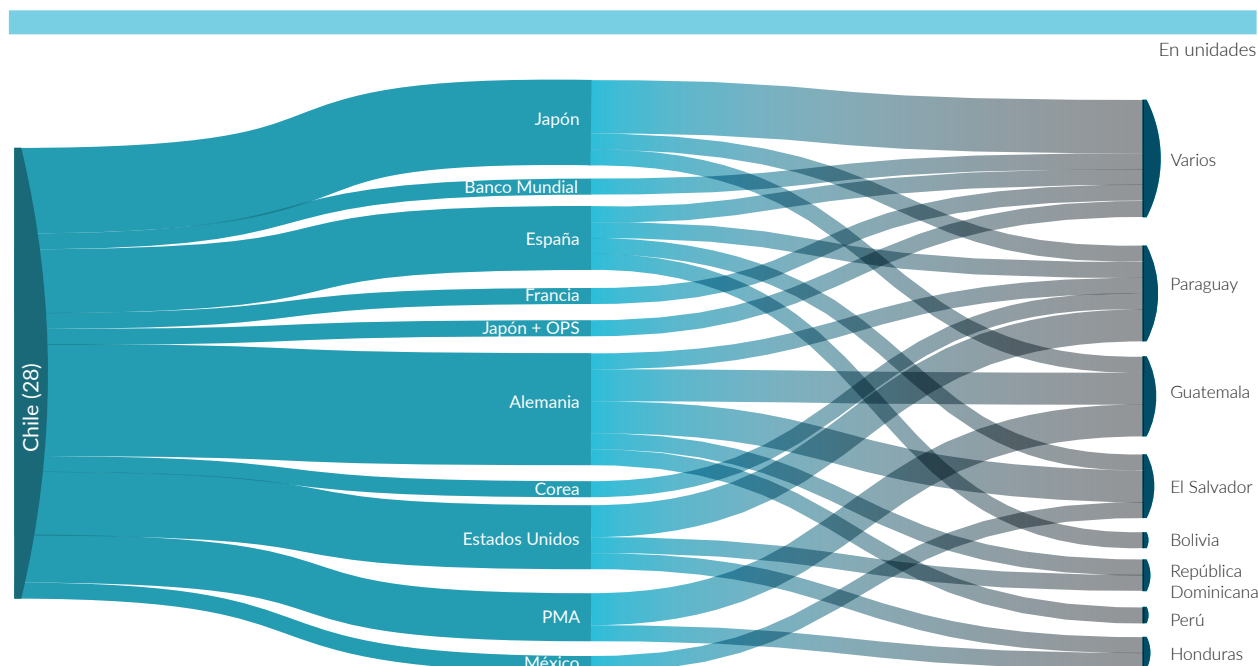 En unidades
Chile (28)
Japón
Banco Mundial
España
Francia
Japón + OPS
Alemania
Corea
Estados Unidos
PMA
México
Varios
Paraguay
Guatemala
El Salvador
Bolivia
República
Dominicana
Perú
Honduras